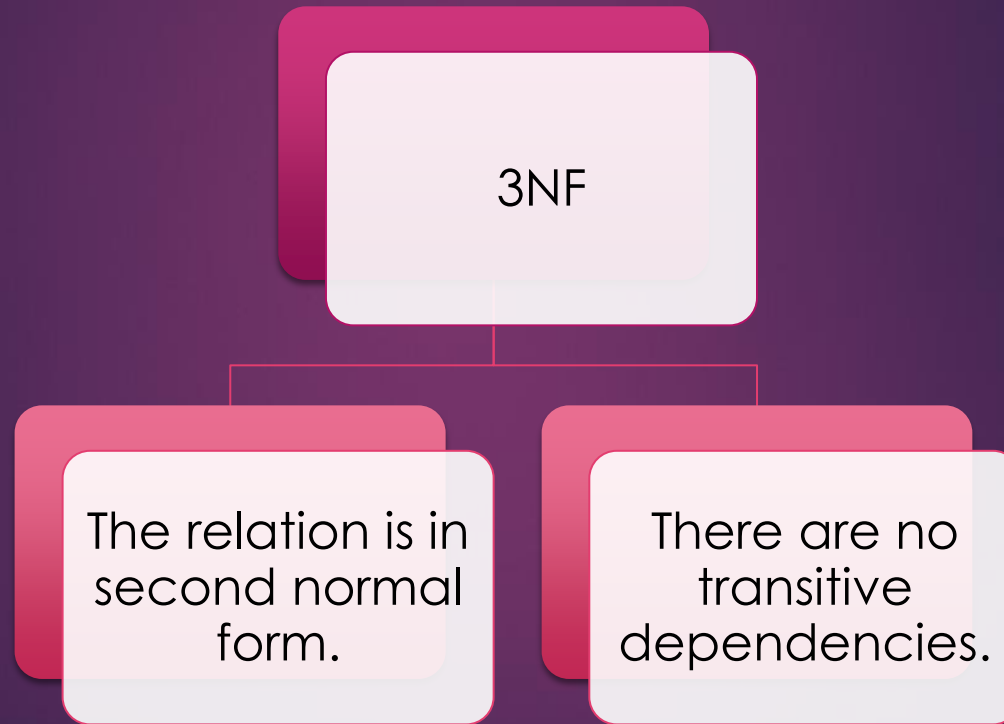 3NF
The relation is in
second normal
form.
There are no
transitive
dependencies.